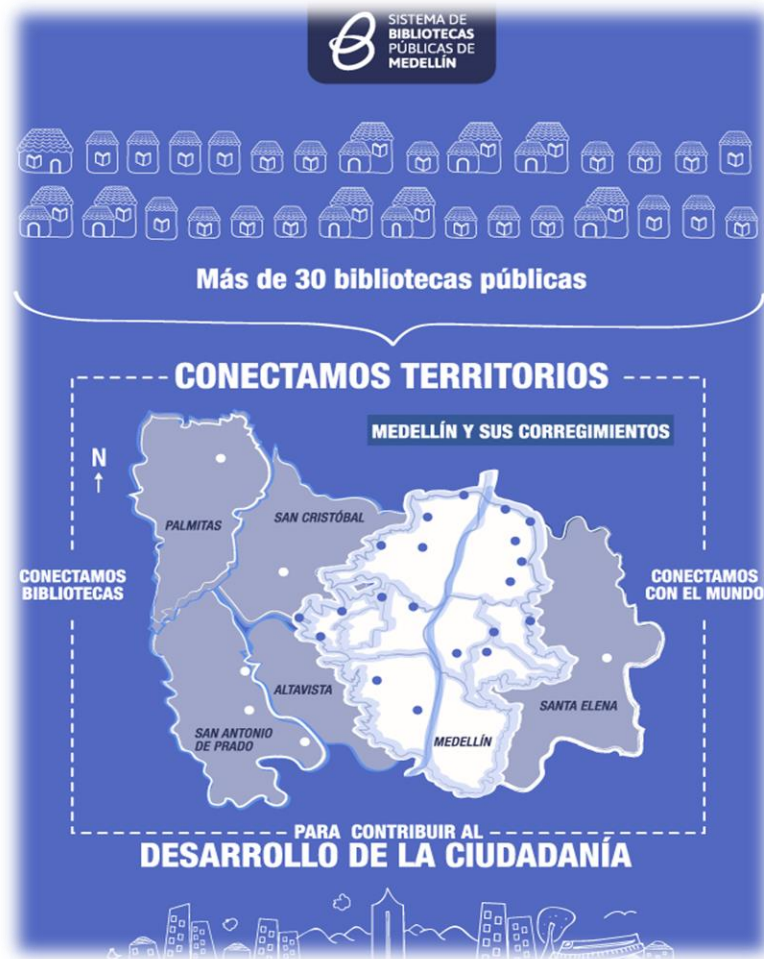 SISTEMA DE
BIBLIOTECAS
PÚBLICAS DE
MEDELLÍN
Más de 30 bibliotecas públicas
CONECTAMOS TERRITORIOS
MEDELLÍN Y SUS CORREGIMIENTOS
N
PALMITAS
SAN CRISTÓBAL
CONECTAMOS
BIBLIOTECAS
CONECTAMOS
CON EL MUNDO
ALTAVISTA
SANTA ELENA
SAN ANTONIO
DE PRADO
MEDELLÍN
PARA CONTRIBUIR AL
DESARROLLO DE LA CIUDADANÍA